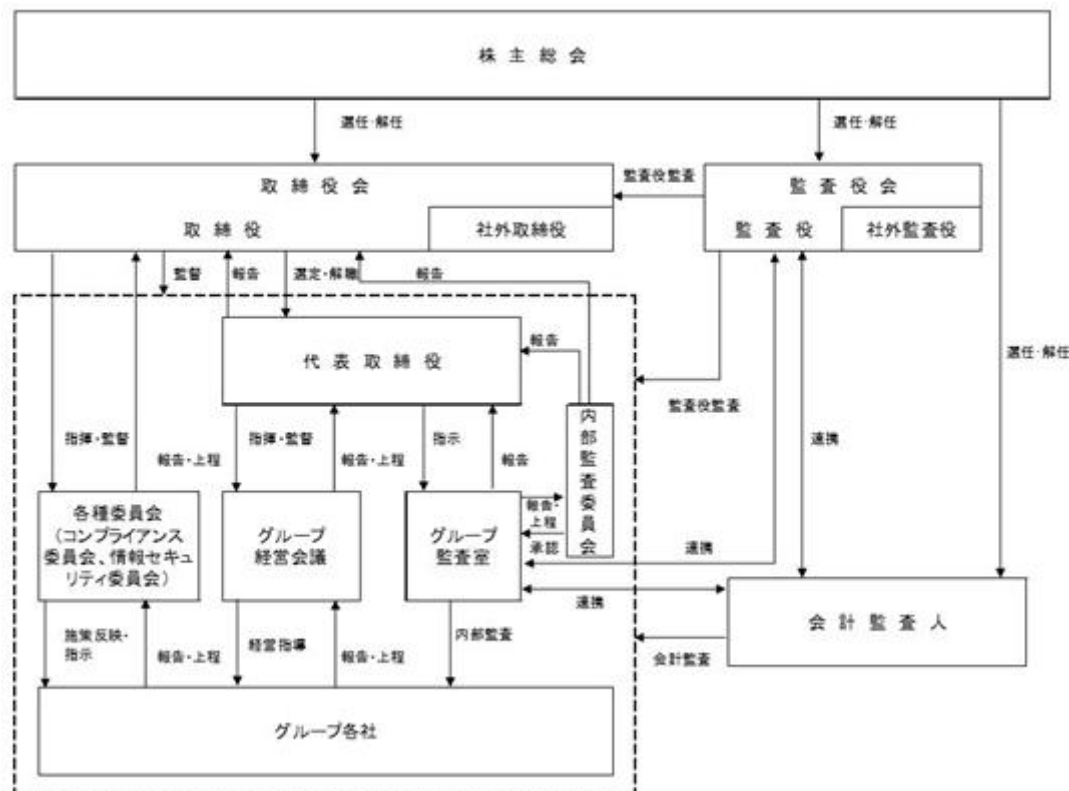 株主総会
選任・解任
選任・解任
取締役会
監査役監査
監査役会
取締役
社外取締役
監査役
社外監査役
監督
報告
選定・解職
報告
代表取締役
報告
選任・解任
監査役監査
内部監査委員会
指揮・監督
報告・上程
指揮・監督
報告・上程
指示
報告
連携
各種委員会
(コンプライアンス
委員会、情報セキュ
リティ委員会)
グループ
経営会議
グループ
監査室
報告・
上程
承認
連携
連携
会計監査人
施策反映・
指示
報告・上程
経営指導
報告・上程
内部監査
会計監査
グループ各社